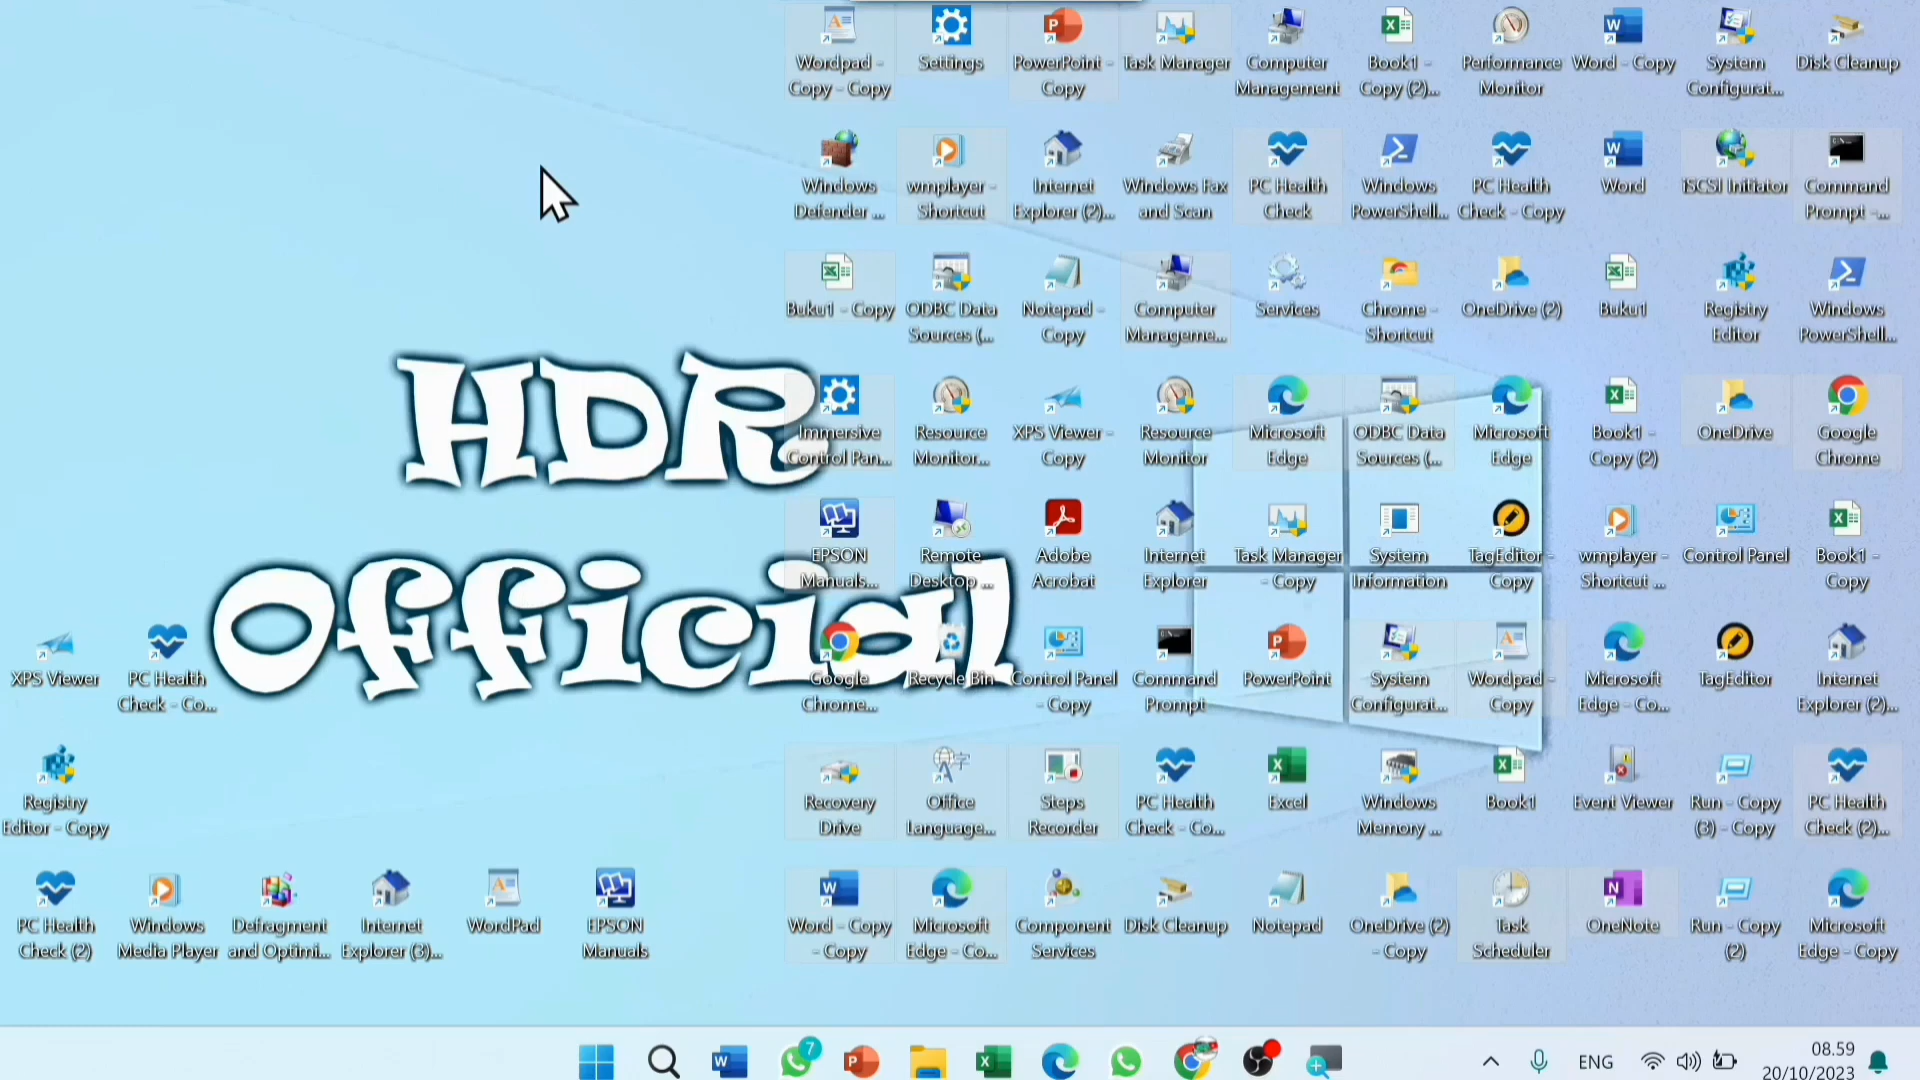 Wordpad -
Copy - Copy
Settings
PowerPoint -
Copy
Task Manager
Computer
Management
Book1 -
Copy (2)...
Performance
Monitor
Word - Copy
System
Configurat...
Disk Cleanup
Windows
Defender ...
wmplayer -
Shortcut
Internet
Explorer (2)...
Windows Fax
and Scan
PC Health
Check
Windows
PowerShell...
PC Health
Check - Copy
Word
iSCSI Initiator
Command
Prompt -...
Buku1 - Copy
ODBC Data
Sources (...
Notepad -
Copy
Computer
Manageme...
Services
Chrome -
Shortcut
OneDrive (2)
Buku1
Registry
Editor
Windows
PowerShell...
HDR
Official
Immersive
Control Pan...
Resource
Monitor...
XPS Viewer -
Copy
Resource
Monitor
Microsoft
Edge
ODBC Data
Sources (...
Microsoft
Edge
Book1 -
Copy (2)
OneDrive
Google
Chrome
EPSON
Manuals...
Remote
Desktop ...
Adobe
Acrobat
Internet
Explorer
Task Manager
- Copy
System
Information
TagEditor -
Copy
wmplayer -
Shortcut ...
Control Panel
Book1 -
Copy
XPS Viewer
PC Health
Check - Co...
Google
Chrome...
Recycle Bin
Control Panel
- Copy
Command
Prompt
PowerPoint
System
Configurat...
Wordpad -
Copy
Microsoft
Edge - Co...
TagEditor
Internet
Explorer (2)...
Registry
Editor - Copy
Recovery
Drive
Office
Language...
Steps
Recorder
PC Health
Check - Co...
Excel
Windows
Memory ...
Book1
Event Viewer
Run - Copy
(3) - Copy
PC Health
Check (2)...
PC Health
Check (2)
Windows
Media Player
Defragment
and Optimi...
Internet
Explorer (3)...
WordPad
EPSON
Manuals
Word - Copy
- Copy
Microsoft
Edge - Co...
Component
Services
Disk Cleanup
Notepad
OneDrive (2)
- Copy
Task
Scheduler
OneNote
Run - Copy
(2)
Microsoft
Edge - Copy
7
ENG
08.59
20/10/2023